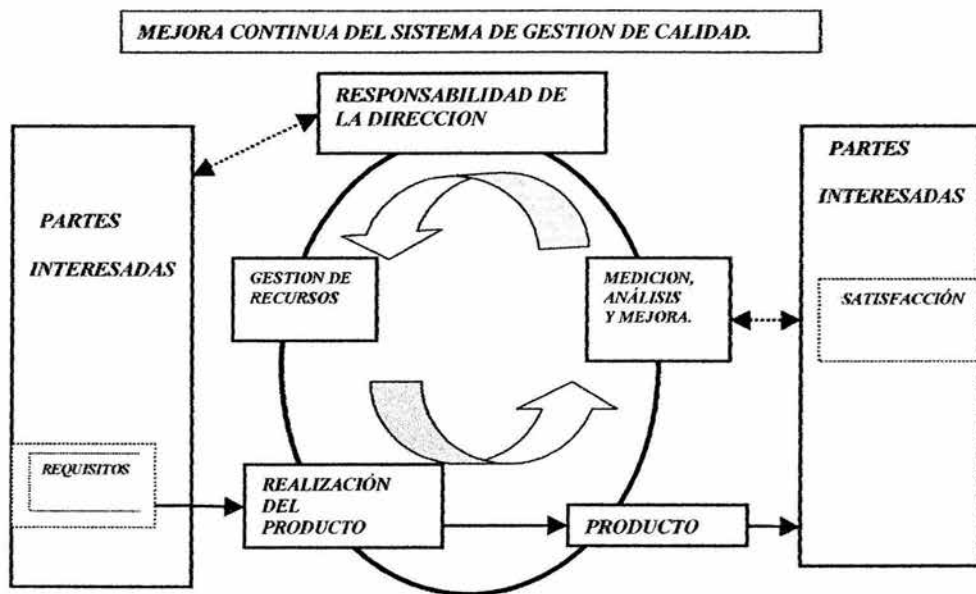 MEJORA CONTINUA DEL SISTEMA DE GESTION DE CALIDAD.
RESPONSABILIDAD DE
LA DIRECCION
PARTES
INTERESADAS
PARTES
INTERESADAS
GESTION DE
RECURSOS
MEDICION,
ANÁLISIS
Y MEJORA.
SATISFACCIÓN
REQUISITOS
REALIZACIÓN
DEL
PRODUCTO
PRODUCTO